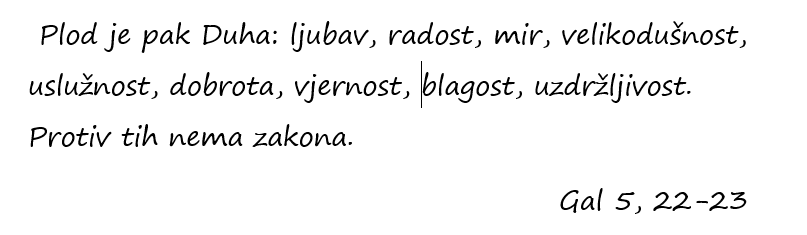 Plod je pak Duha: ljubav, radost, mir, velikodušnost,
uslužnost, dobrota, vjernost, blagost, uzdržljivost.
Protiv tih nema zakona.
Gal 5, 22-23